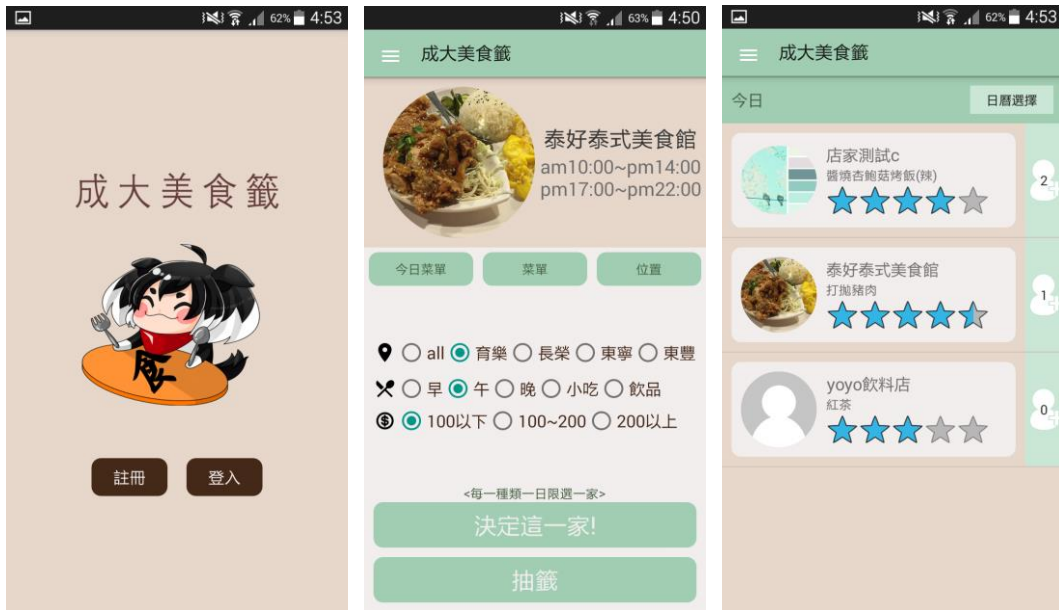 62% 4:53
成大美食籤
食
註冊 登入
63% 4:50
成大美食籤
泰好泰式美食館
am10:00~pm14:00
pm17:00~pm22:00
今日菜單 菜單 位置
all 育樂 長榮 東寧 東豐
早 午 晚 小吃 飲品
100以下 100~200 200以上
<每一種類一日限選一家>
決定這一家!
抽籤
62% 4:53
成大美食籤
今日 日曆選擇
店家測試c
醬燒杏鮑菇烤飯(辣)
2
泰好泰式美食館
打拋豬肉
1
yoyo飲料店
紅茶
0